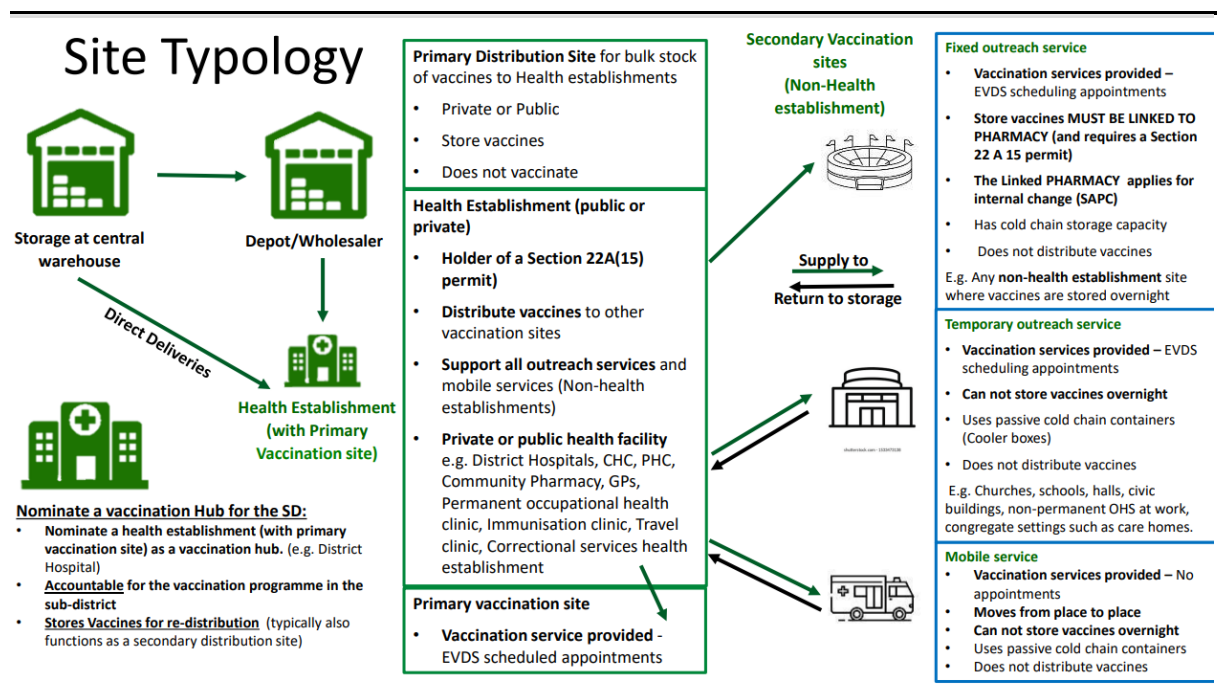 Site Typology
Storage at central
warehouse
Depot/Wholesaler
Direct Deliveries
Health Establishment
(with Primary
Vaccination site)
Nominate a vaccination Hub for the SD:
• Nominate a health establishment (with primary
vaccination site) as a vaccination hub. (e.g. District
Hospital)
• Accountable for the vaccination programme in the
sub-district
• Stores Vaccines for re-distribution (typically also
functions as a secondary distribution site)
Primary Distribution Site for bulk stock
of vaccines to Health establishments
• Private or Public
• Store vaccines
• Does not vaccinate
Health Establishment (public or
private)
• Holder of a Section 22A(15)
permit)
• Distribute vaccines to other
vaccination sites
• Support all outreach services and
mobile services (Non-health
establishments)
• Private or public health facility
e.g. District Hospitals, CHC, PHC,
Community Pharmacy, GPs,
Permanent occupational health
clinic, Immunisation clinic, Travel
clinic, Correctional services health
establishment
Primary vaccination site
• Vaccination service provided -
EVDS scheduled appointments
Secondary Vaccination
sites
(Non-Health
establishment)
Supply to
Return to storage
Fixed outreach service
• Vaccination services provided –
EVDS scheduling appointments
• Store vaccines MUST BE LINKED TO
PHARMACY (and requires a Section
22 A 15 permit)
• The Linked PHARMACY applies for
internal change (SAPC)
• Has cold chain storage capacity
• Does not distribute vaccines
E.g. Any non-health establishment site
where vaccines are stored overnight
Temporary outreach service
• Vaccination services provided – EVDS
scheduling appointments
• Can not store vaccines overnight
• Uses passive cold chain containers
(Cooler boxes)
• Does not distribute vaccines
E.g. Churches, schools, halls, civic
buildings, non-permanent OHS at work,
congregate settings such as care homes.
Mobile service
• Vaccination services provided – No
appointments
• Moves from place to place
• Can not store vaccines overnight
• Uses passive cold chain containers
• Does not distribute vaccines